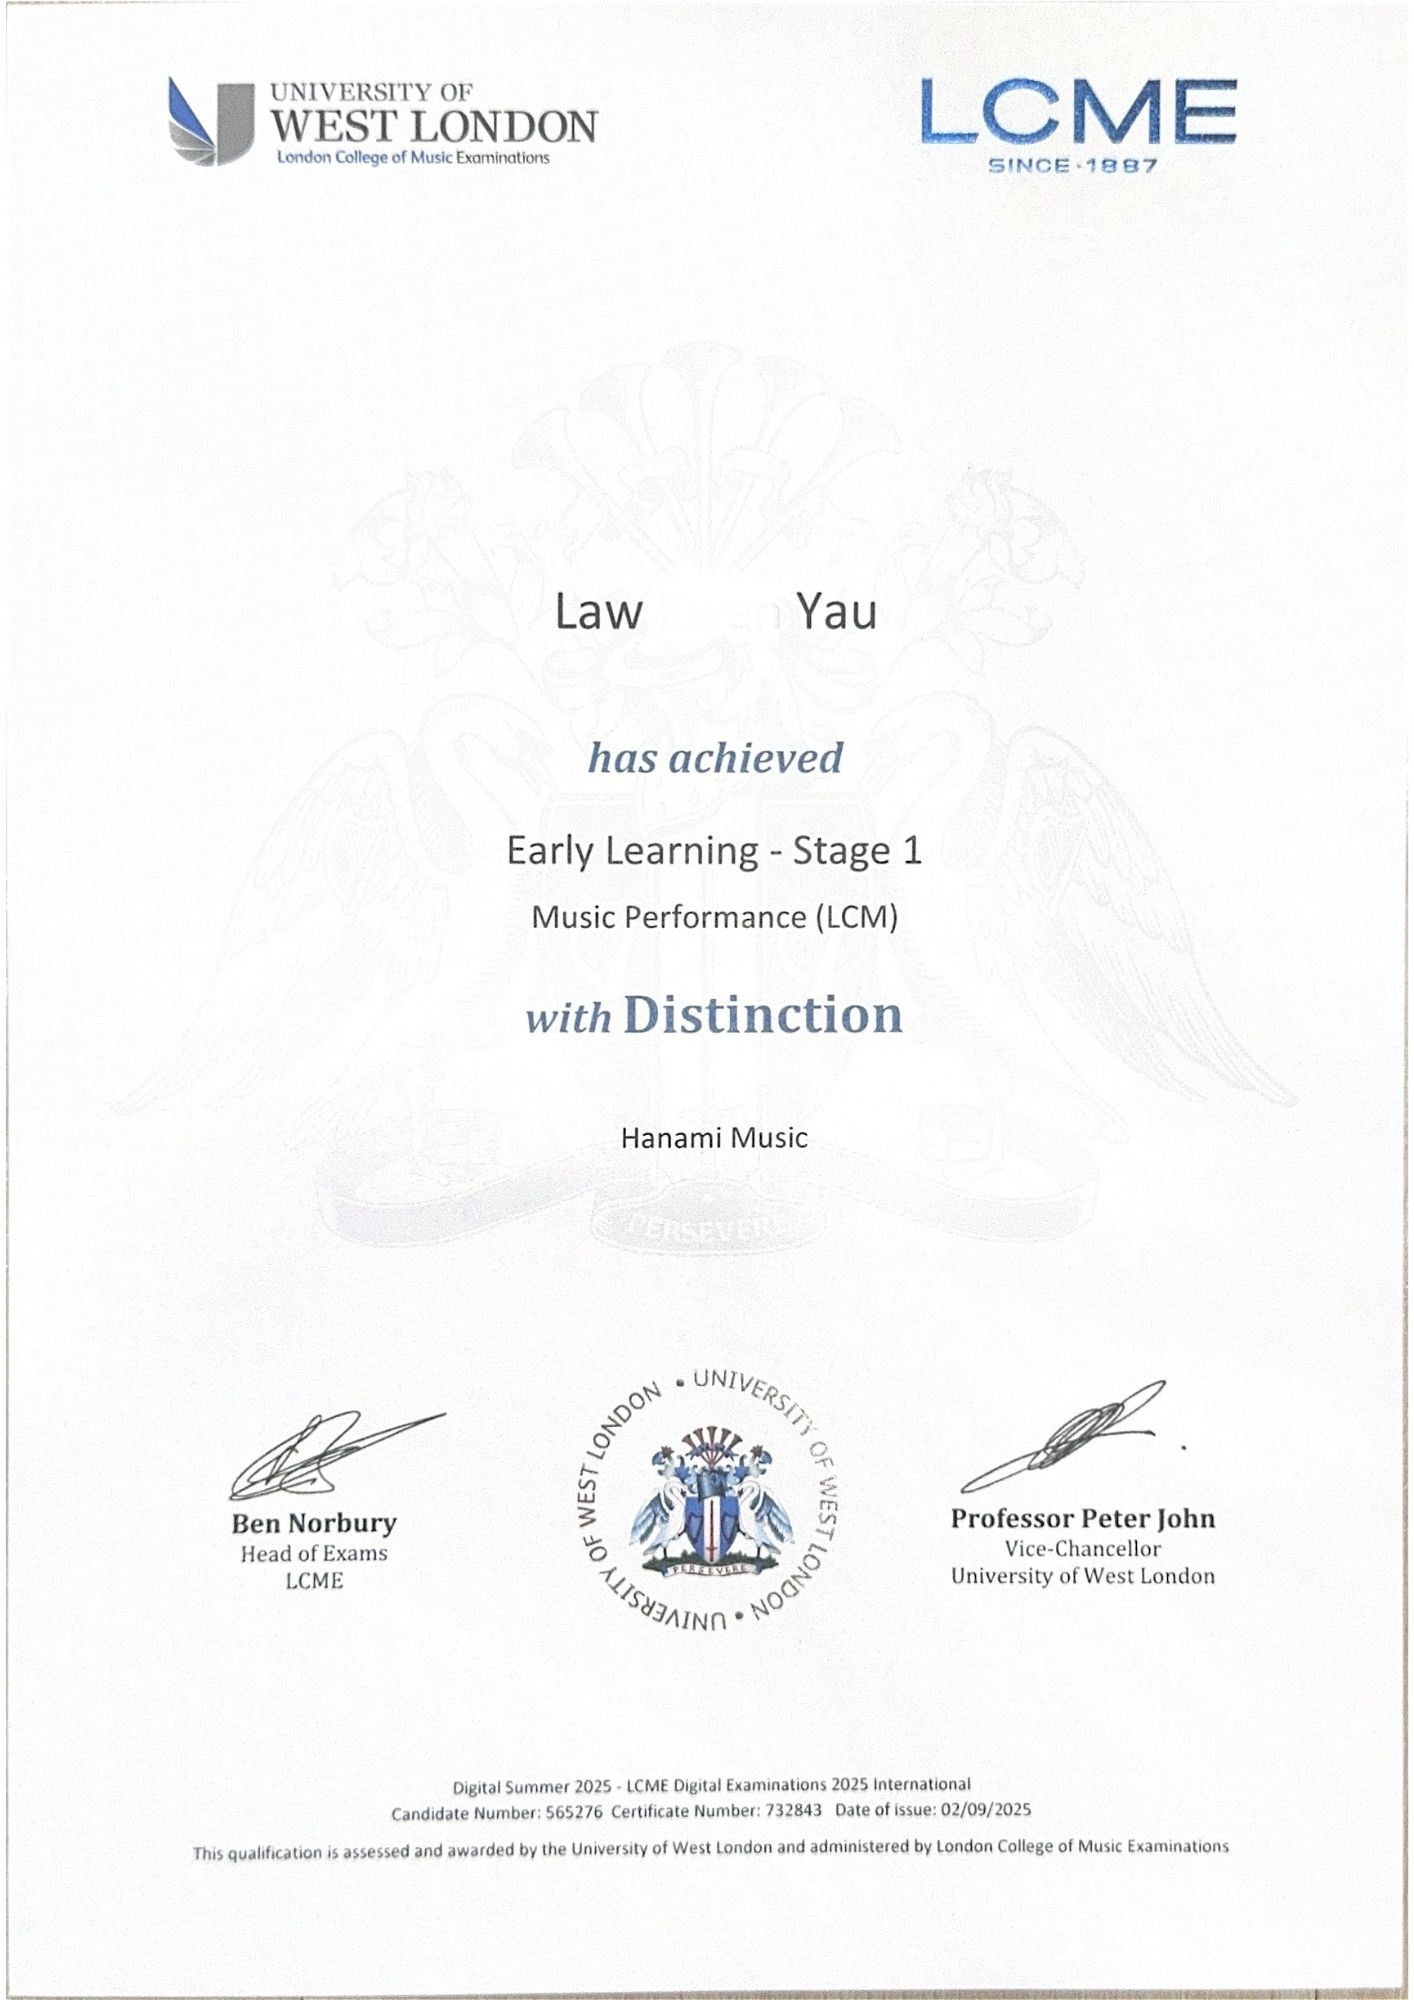 UNIVERSITY OF
WEST LONDON
London College of Music Examinations
LCME
SINCE·1887
Law Yau
has achieved
Early Learning - Stage 1
Music Performance (LCM)
with Distinction
Hanami Music
PERSEVERE
• UNIVERSITY OF WEST LONDON • UNIVERSITY OF WEST LONDON
PERSEVERE
Ben Norbury
Head of Exams
LCME
Professor Peter John
Vice-Chancellor
University of West London
Digital Summer 2025 - LCME Digital Examinations 2025 International
Candidate Number: 565276 Certificate Number: 732843 Date of issue: 02/09/2025
This qualification is assessed and awarded by the University of West London and administered by London College of Music Examinations